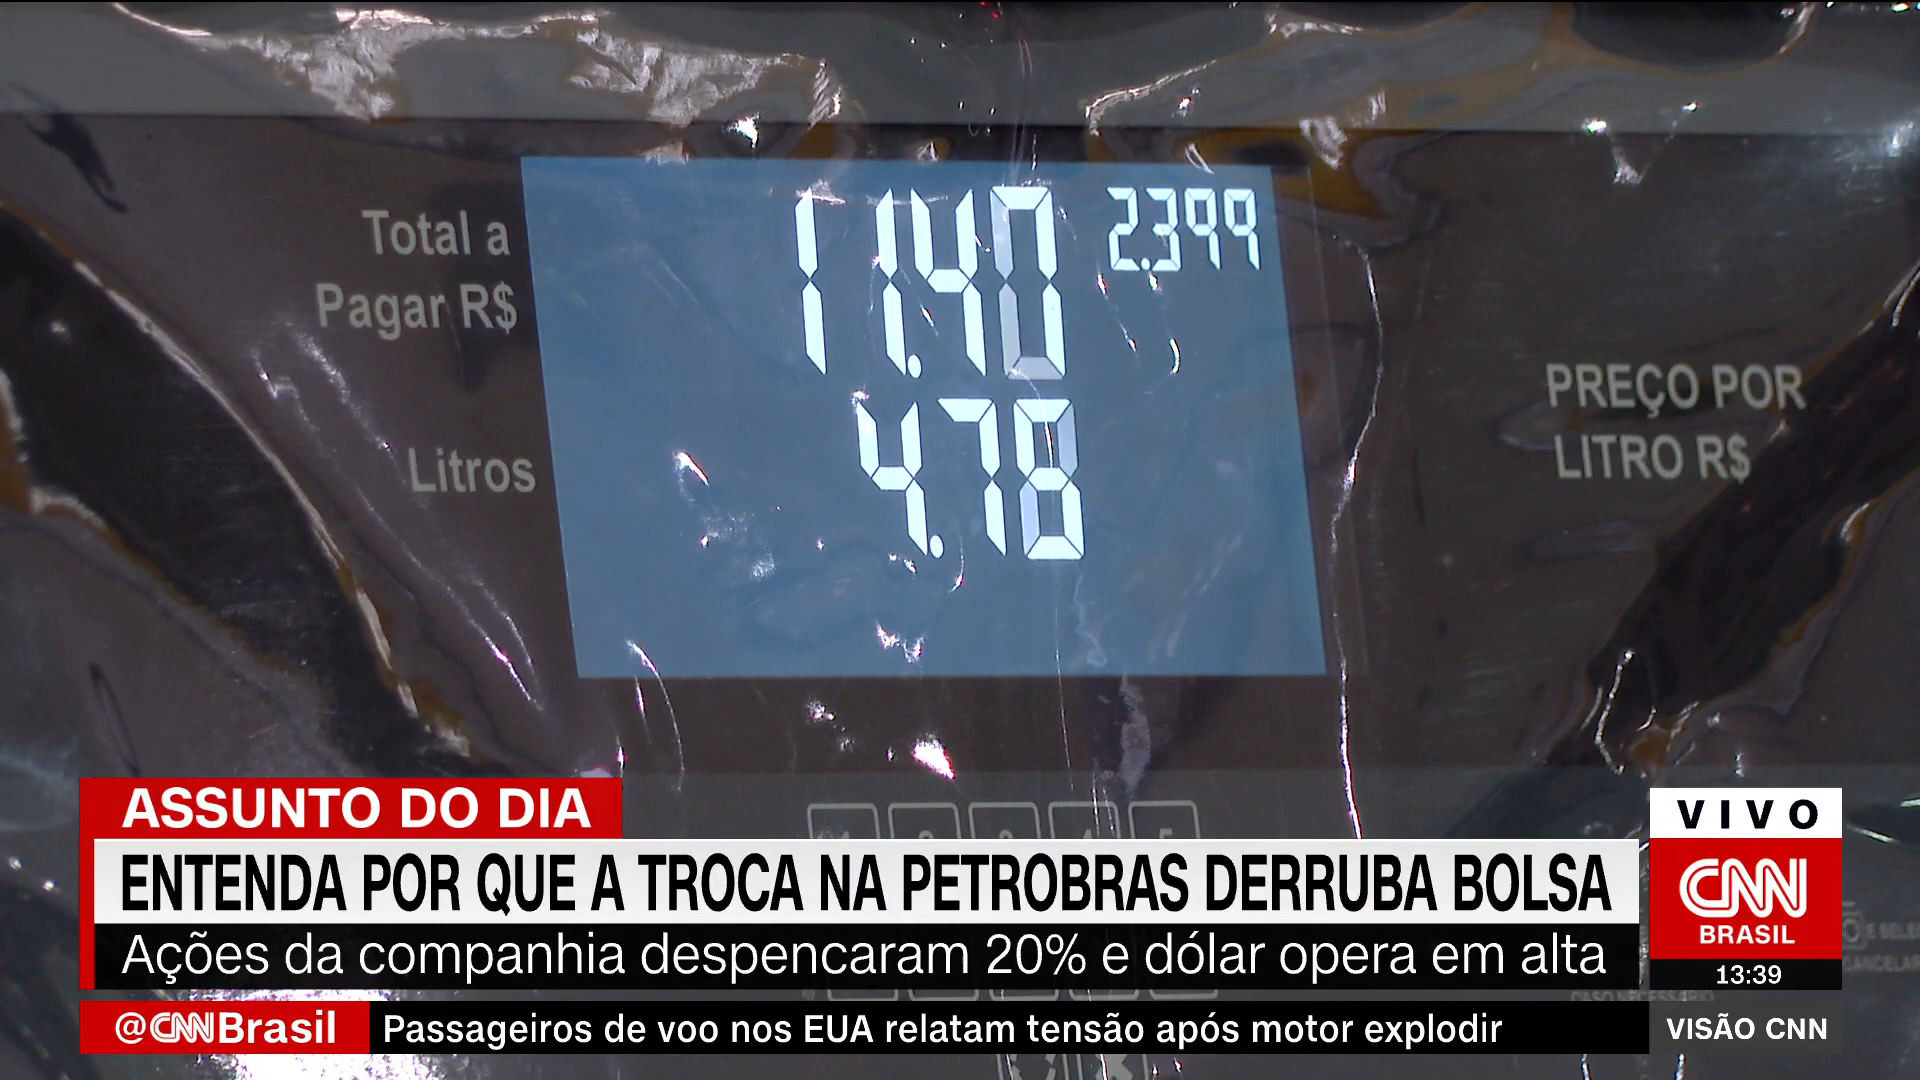 Total a
Pagar R$
11.40
2.399
Litros
4.78
PREÇO POR
LITRO R$
ASSUNTO DO DIA
ENTENDA POR QUE A TROCA NA PETROBRAS DERRUBA BOLSA
Ações da companhia despencaram 20% e dólar opera em alta
VIVO
CNN
BRASIL
13:39
@CNNBrasil
Passageiros de voo nos EUA relatam tensão após motor explodir
VISÃO CNN